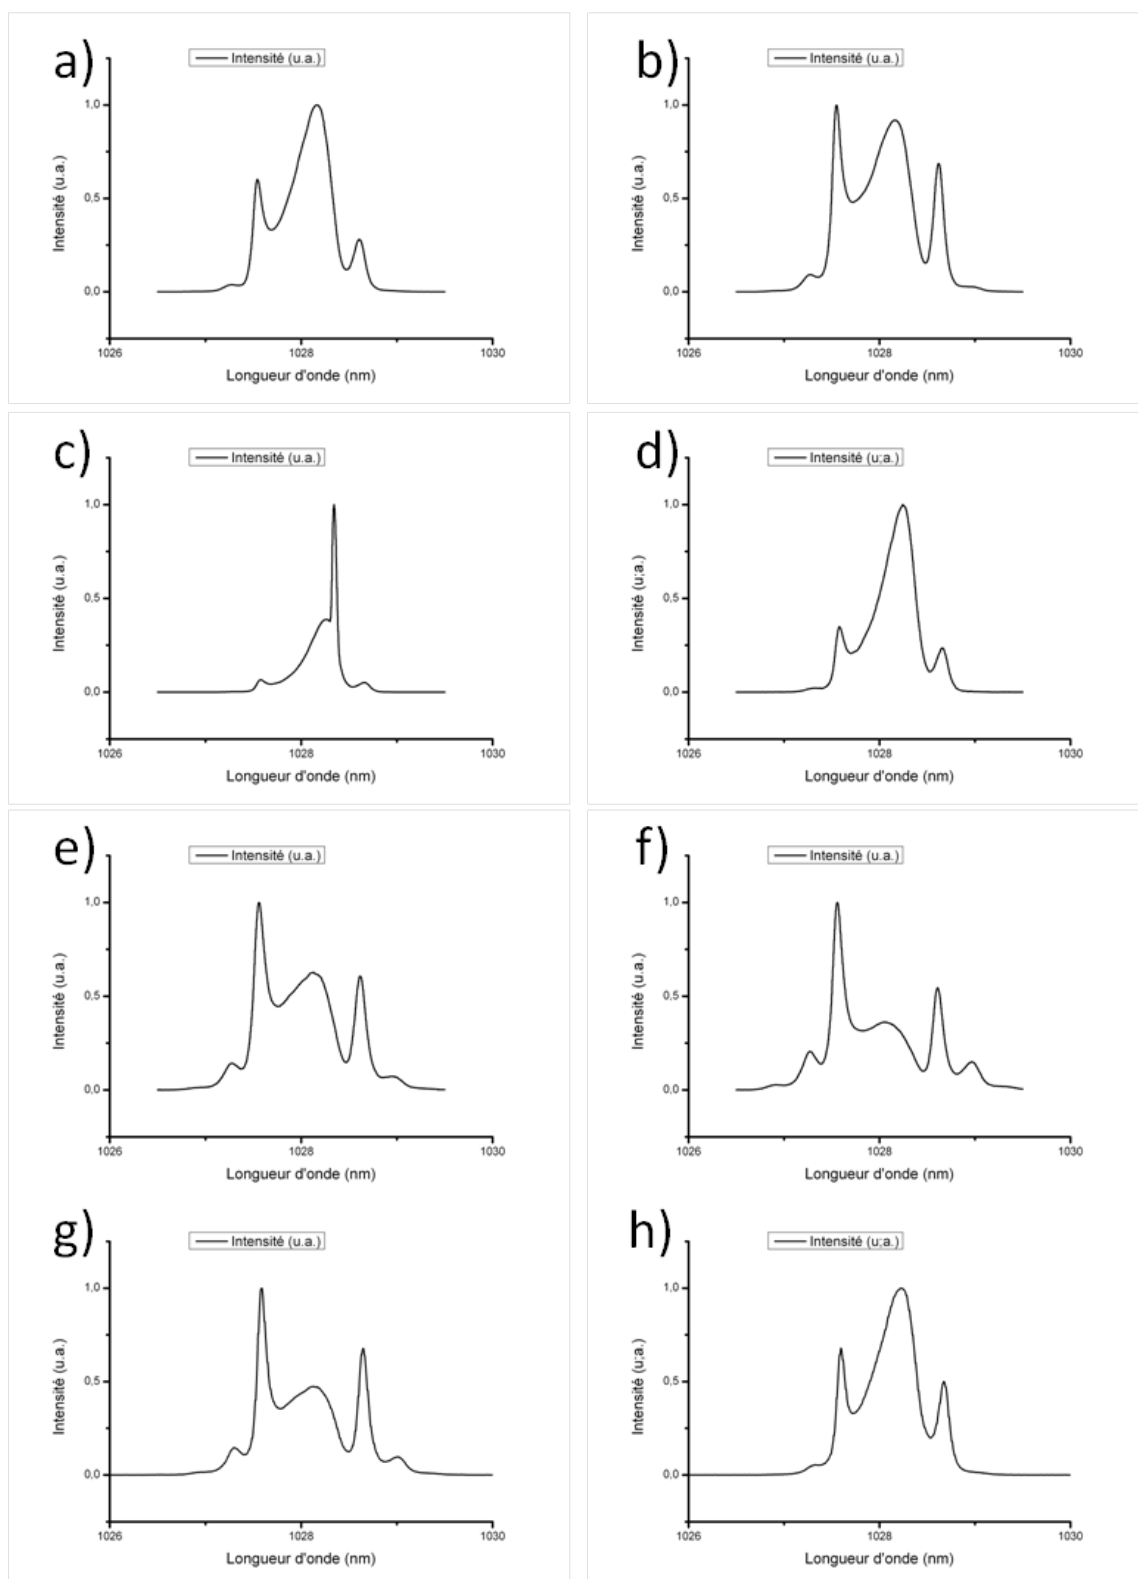 a)
Intensité (u.a.)
1,0
0,5
0,0
Intensité (u.a.)
1026
1028
1030
Longueur d'onde (nm)
b)
Intensité (u.a.)
1,0
0,5
0,0
Intensité (u.a.)
1026
1028
1030
Longueur d'onde (nm)
c)
Intensité (u.a.)
1,0
0,5
0,0
Intensité (u.a.)
1026
1028
1030
Longueur d'onde (nm)
d)
Intensité (u;a.)
1,0
0,5
0,0
Intensité (u;a.)
1026
1028
1030
Longueur d'onde (nm)
e)
Intensité (u.a.)
1,0
0,5
0,0
Intensité (u.a.)
1026
1028
1030
Longueur d'onde (nm)
f)
Intensité (u.a.)
1,0
0,5
0,0
Intensité (u.a.)
1026
1028
1030
Longueur d'onde (nm)
g)
Intensité (u.a.)
1,0
0,5
0,0
Intensité (u.a.)
1026
1028
1030
Longueur d'onde (nm)
h)
Intensité (u;a.)
1,0
0,5
0,0
Intensité (u;a.)
1026
1028
1030
Longueur d'onde (nm)